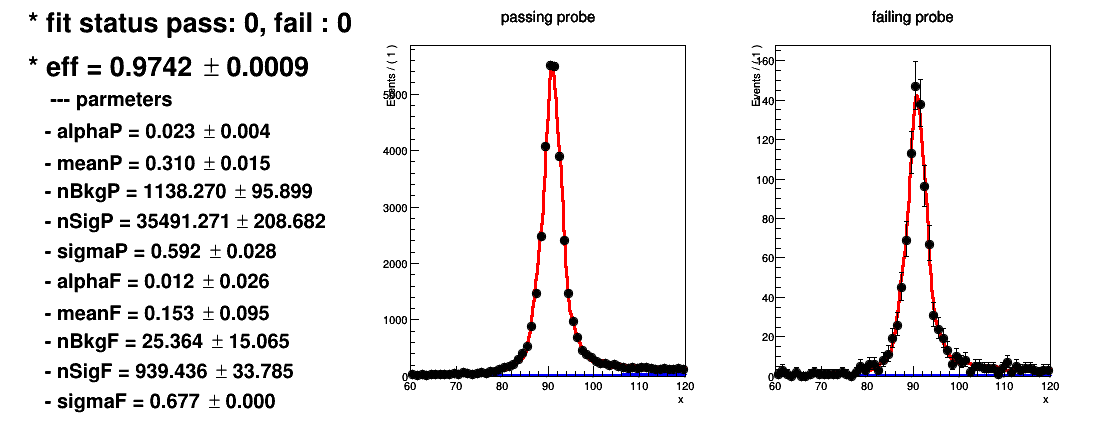 * fit status pass: 0, fail : 0
* eff = 0.9742 ± 0.0009
--- parmeters
- alphaP = 0.023 ± 0.004
- meanP = 0.310 ± 0.015
- nBkgP = 1138.270 ± 95.899
- nSigP = 35491.271 ± 208.682
- sigmaP = 0.592 ± 0.028
- alphaF = 0.012 ± 0.026
- meanF = 0.153 ± 0.095
- nBkgF = 25.364 ± 15.065
- nSigF = 939.436 ± 33.785
- sigmaF = 0.677 ± 0.000
passing probe
Events / ( 1 )
5000
4000
3000
2000
1000
0
60 70 80 90 100 110 120
x
failing probe
Events / ( 1 )
160
140
120
100
80
60
40
20
0
60 70 80 90 100 110 120
x